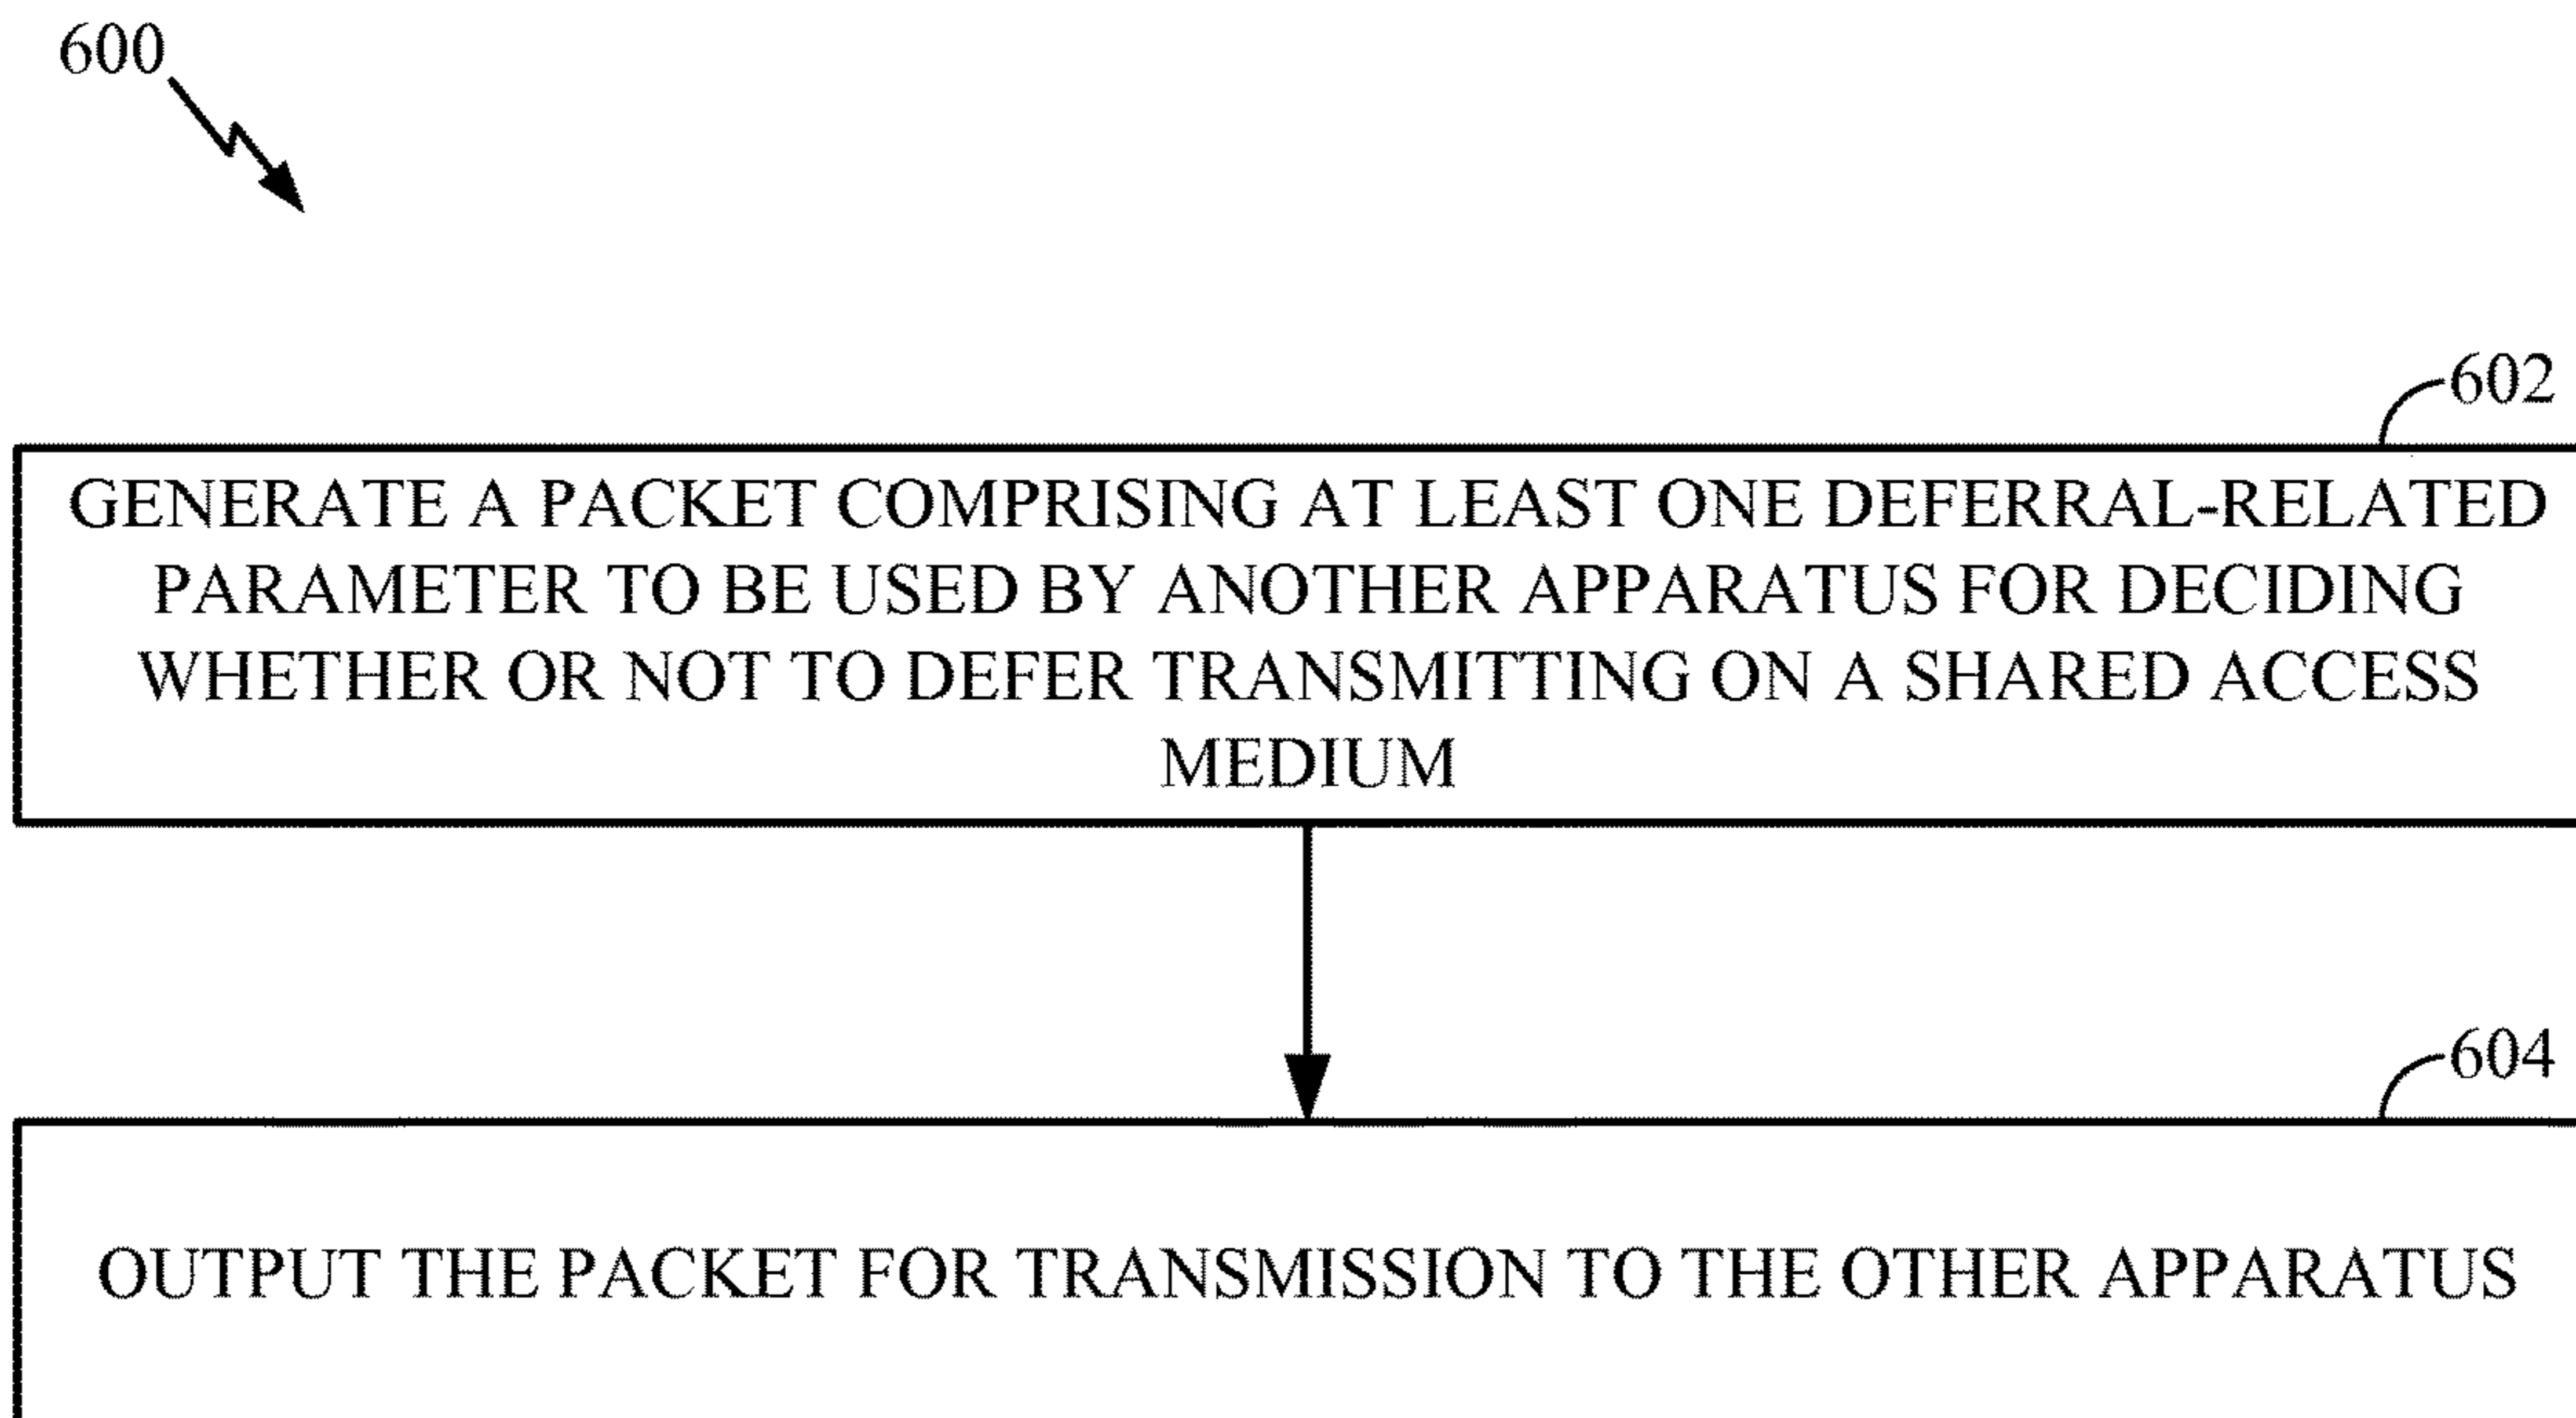 600
602
GENERATE A PACKET COMPRISING AT LEAST ONE DEFERRAL-RELATED
PARAMETER TO BE USED BY ANOTHER APPARATUS FOR DECIDING
WHETHER OR NOT TO DEFER TRANSMITTING ON A SHARED ACCESS
MEDIUM
604
OUTPUT THE PACKET FOR TRANSMISSION TO THE OTHER APPARATUS